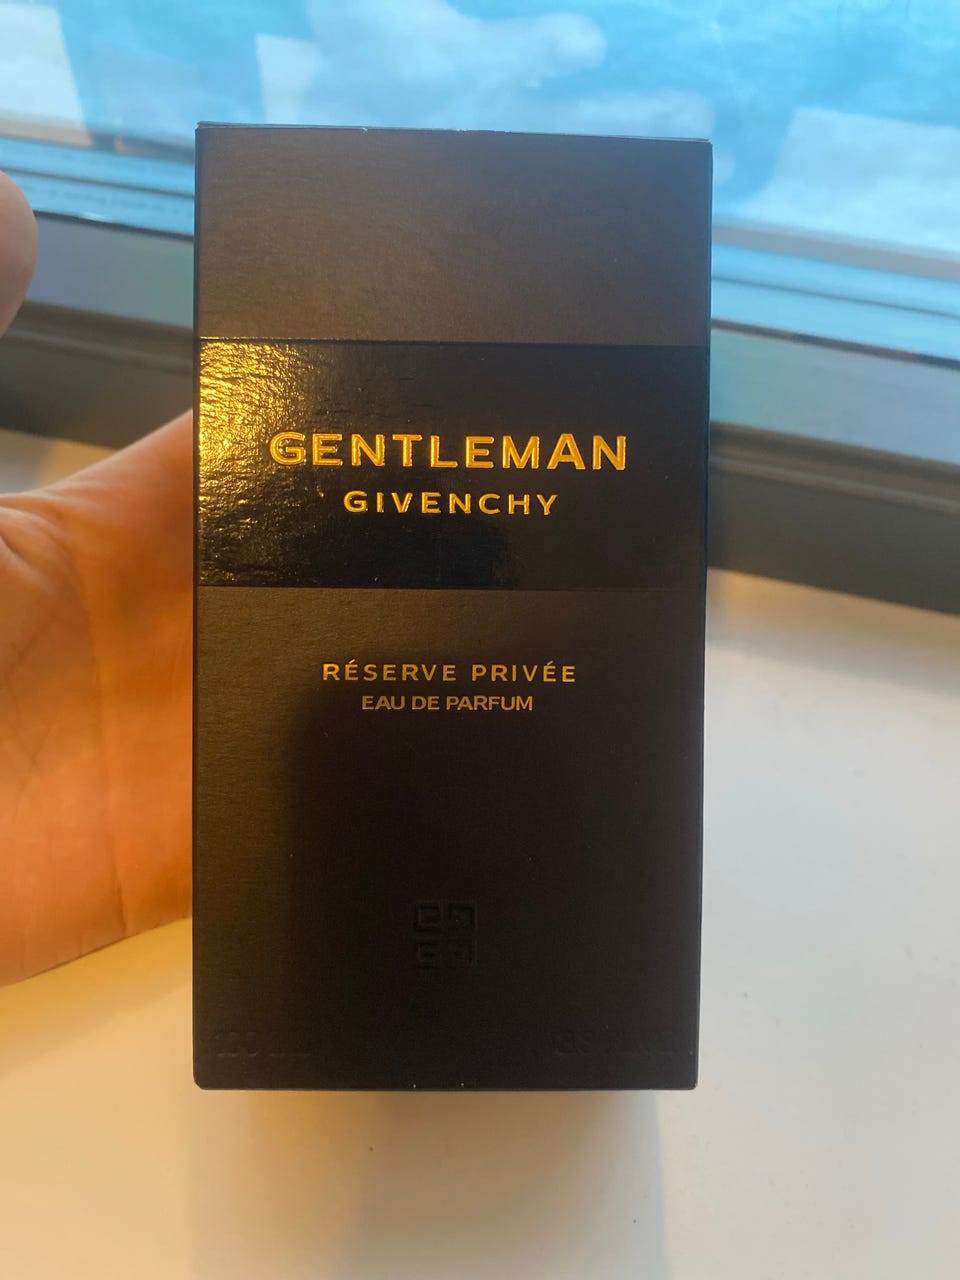 GENTLEMAN
GIVENCHY
RÉSERVE PRIVÉE
EAU DE PARFUM